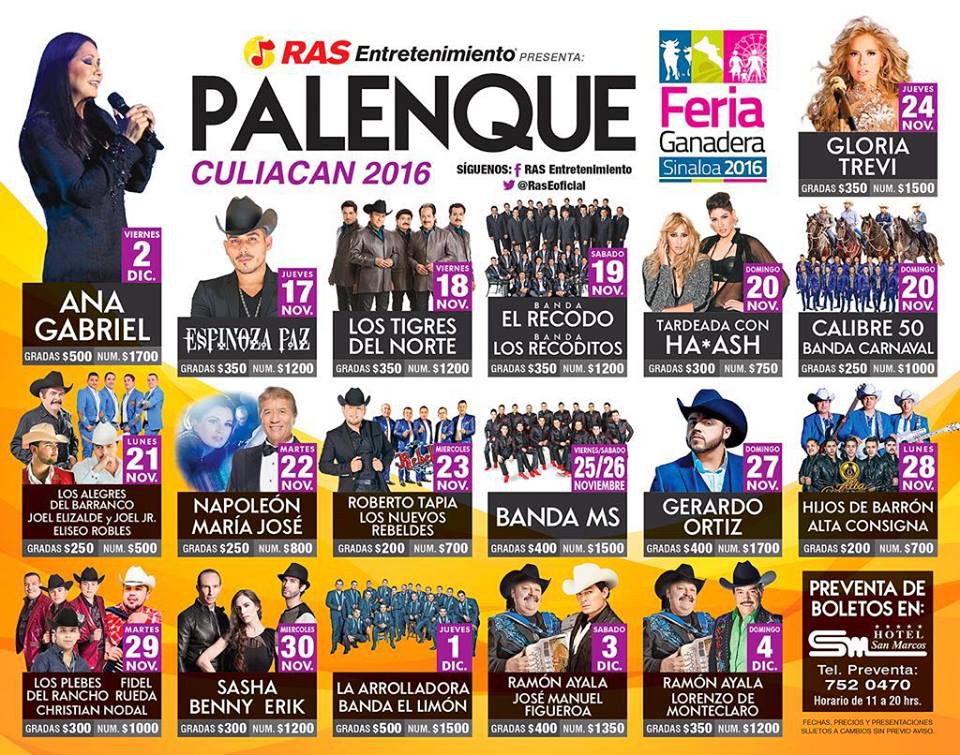 RAS Entretenimiento PRESENTA:
PALENQUE
CULIACAN 2016
SÍGUENOS: f RAS Entretenimiento
@RasEoficial
Feria
Ganadera
Sinaloa 2016
JUEVES
24
NOV.
GLORIA
TREVI
GRADAS $350 NUM. $1500
VIERNES
2
DIC.
ANA
GABRIEL
GRADAS $500 NUM. $1700
JUEVES
17
NOV.
ESPINOZA PAZ
GRADAS $350 NUM. $1200
VIERNES
18
NOV.
LOS TIGRES
DEL NORTE
GRADAS $350 NUM. $1200
SABADO
19
NOV.
BANDA
EL RECODO
BANDA
LOS RECODITOS
GRADAS $350 NUM. $1200
DOMINGO
20
NOV.
TARDEADA CON
HA*ASH
GRADAS $300 NUM. $750
DOMINGO
20
NOV.
CALIBRE 50
BANDA CARNAVAL
GRADAS $250 NUM. $1000
LUNES
21
NOV.
LOS ALEGRES
DEL BARRANCO
JOEL ELIZALDE y JOEL JR.
ELISEO ROBLES
GRADAS $250 NUM. $500
MARTES
22
NOV.
NAPOLEÓN
MARÍA JOSÉ
GRADAS $250 NUM. $800
MIERCOLES
23
NOV.
ROBERTO TAPIA
LOS NUEVOS
REBELDES
GRADAS $200 NUM. $700
VIERNES/SABADO
25/26
NOVIEMBRE
BANDA MS
GRADAS $400 NUM. $1500
DOMINGO
27
NOV.
GERARDO
ORTIZ
GRADAS $400 NUM. $1700
LUNES
28
NOV.
HIJOS DE BARRÓN
ALTA CONSIGNA
GRADAS $200 NUM. $700
MARTES
29
NOV.
LOS PLEBES FIDEL
DEL RANCHO RUEDA
CHRISTIAN NODAL
GRADAS $300 NUM. $1000
MIERCOLES
30
NOV.
SASHA
BENNY ERIK
GRADAS $300 NUM. $1200
JUEVES
1
DIC.
LA ARROLLADORA
BANDA EL LIMÓN
GRADAS $500 NUM. $1500
SABADO
3
DIC.
RAMÓN AYALA
JOSÉ MANUEL
FIGUEROA
GRADAS $400 NUM. $1350
DOMINGO
4
DIC.
RAMÓN AYALA
LORENZO DE
MONTECLARO
GRADAS $350 NUM. $1200
PREVENTA DE
BOLETOS EN:
SM HOTEL
San Marcos
Tel. Preventa:
752 0470
Horario de 11 a 20 hrs.
FECHAS, PRECIOS Y PRESENTACIONES
SUJETOS A CAMBIOS SIN PREVIO AVISO.